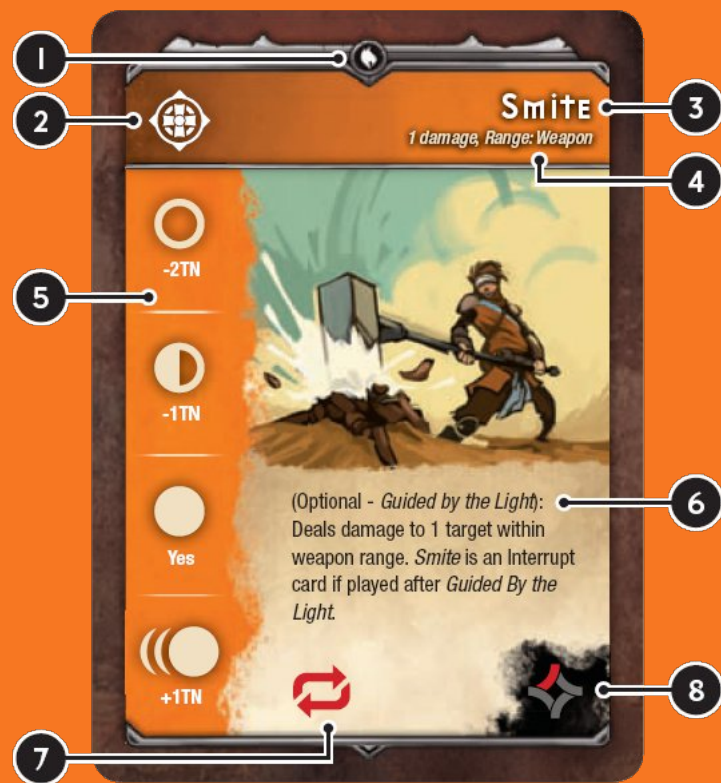 1
2
SmitE
3
1 damage, Range: Weapon
4
-2TN
5
-1TN
(Optional - Guided by the Light):
6
Deals damage to 1 target within
weapon range. Smite is an Interrupt
card if played after Guided By the
Light.
Yes
+1TN
7
8